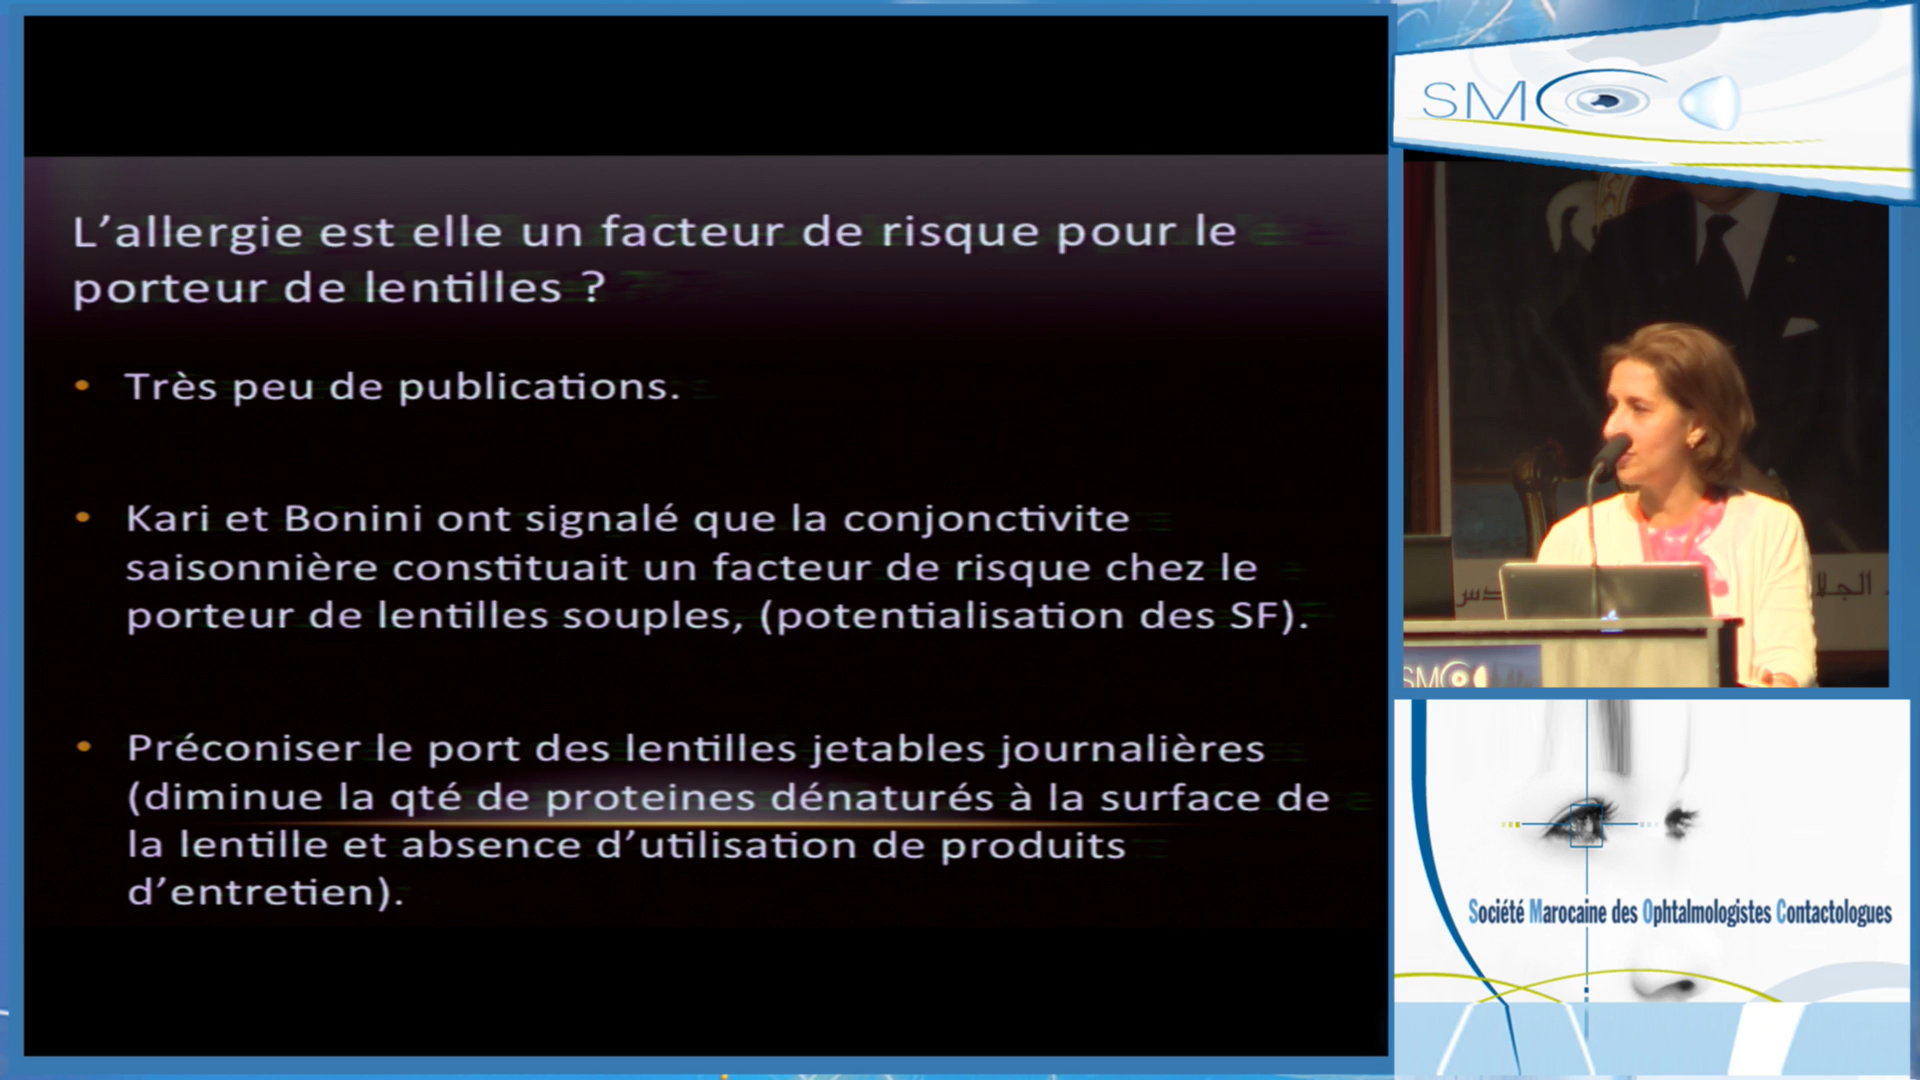 L'allergie est elle un facteur de risque pour le
porteur de lentilles ?
• Très peu de publications.
• Kari et Bonini ont signalé que la conjonctivite
saisonnière constituait un facteur de risque chez le
porteur de lentilles souples, (potentialisation des SF).
• Préconiser le port des lentilles jetables journalières
(diminue la qté de proteines dénaturés à la surface de
la lentille et absence d'utilisation de produits
d'entretien).
SMOC
SMOC
Société Marocaine des Ophtalmologistes Contactologues